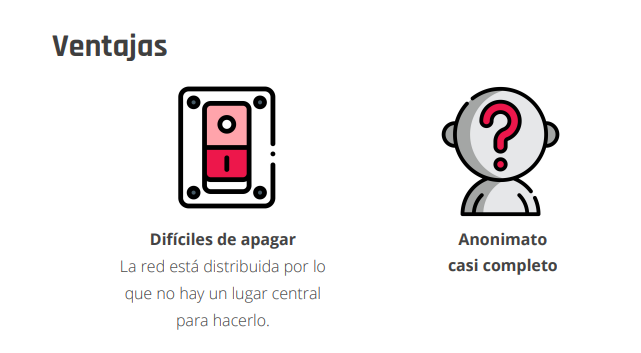 Ventajas
Difíciles de apagar
La red está distribuida por lo
que no hay un lugar central
para hacerlo.
Anonimato
casi completo